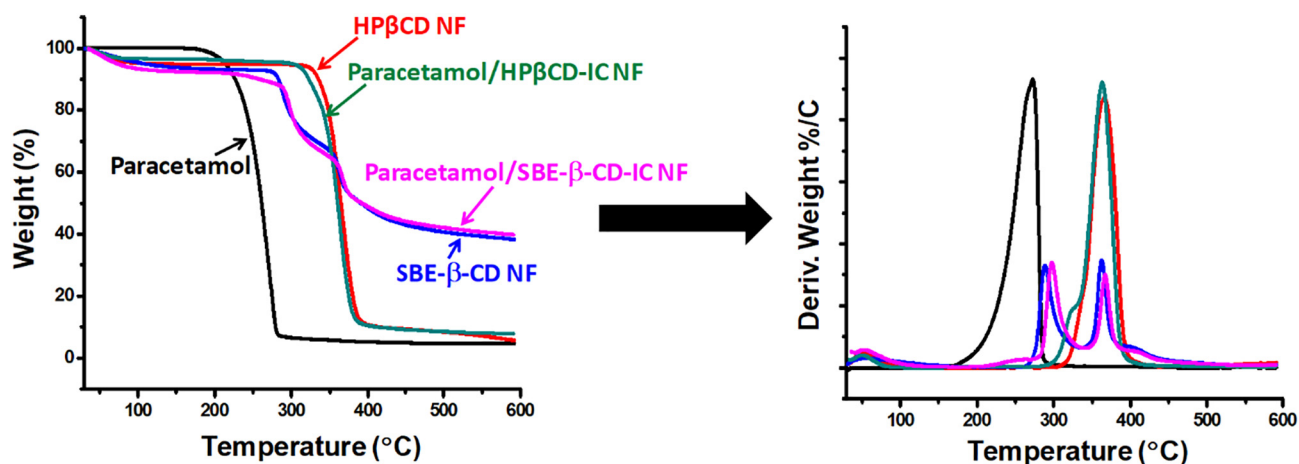 HPβCD NF
Paracetamol/HPβCD-IC NF
Paracetamol
Paracetamol/SBE-β-CD-IC NF
SBE-β-CD NF
Weight (%)
100
80
60
40
20
0
100
200
300
400
500
600
Temperature (°C)
Deriv. Weight %/C
100
200
300
400
500
600
Temperature (°C)